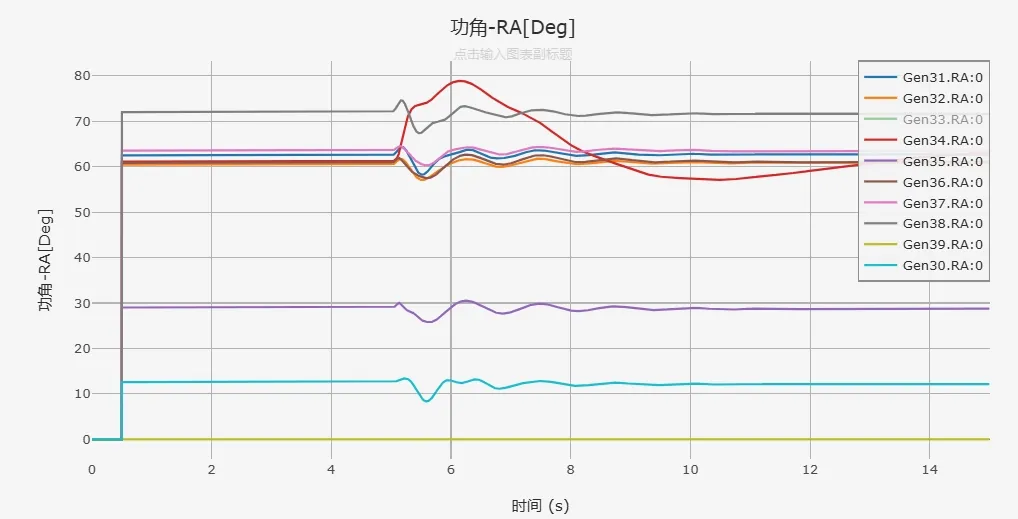 功角-RA[Deg]
点击输入图表副标题
80
70
60
50
40
30
20
10
0
功角-RA[Deg]
0 2 4 6 8 10 12 14
时间 (s)
Gen31.RA:0
Gen32.RA:0
Gen33.RA:0
Gen34.RA:0
Gen35.RA:0
Gen36.RA:0
Gen37.RA:0
Gen38.RA:0
Gen39.RA:0
Gen30.RA:0